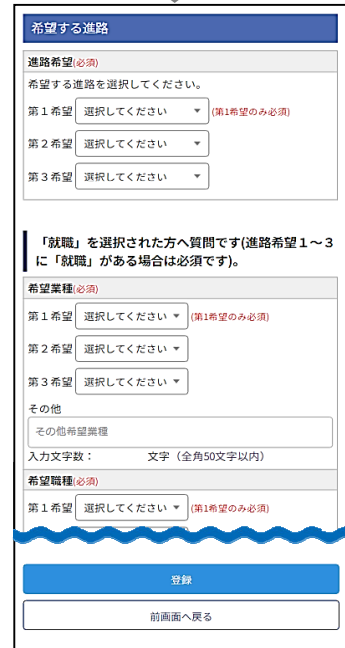 希望する進路
進路希望(必須)
希望する進路を選択してください。
第１希望 選択してください (第1希望のみ必須)
第２希望 選択してください
第３希望 選択してください
「就職」を選択された方へ質問です(進路希望１～３
に「就職」がある場合は必須です)。
希望業種(必須)
第１希望 選択してください (第1希望のみ必須)
第２希望 選択してください
第３希望 選択してください
その他
その他希望業種
入力文字数： 文字（全角50文字以内）
希望職種(必須)
第１希望 選択してください (第1希望のみ必須)
登録
前画面へ戻る